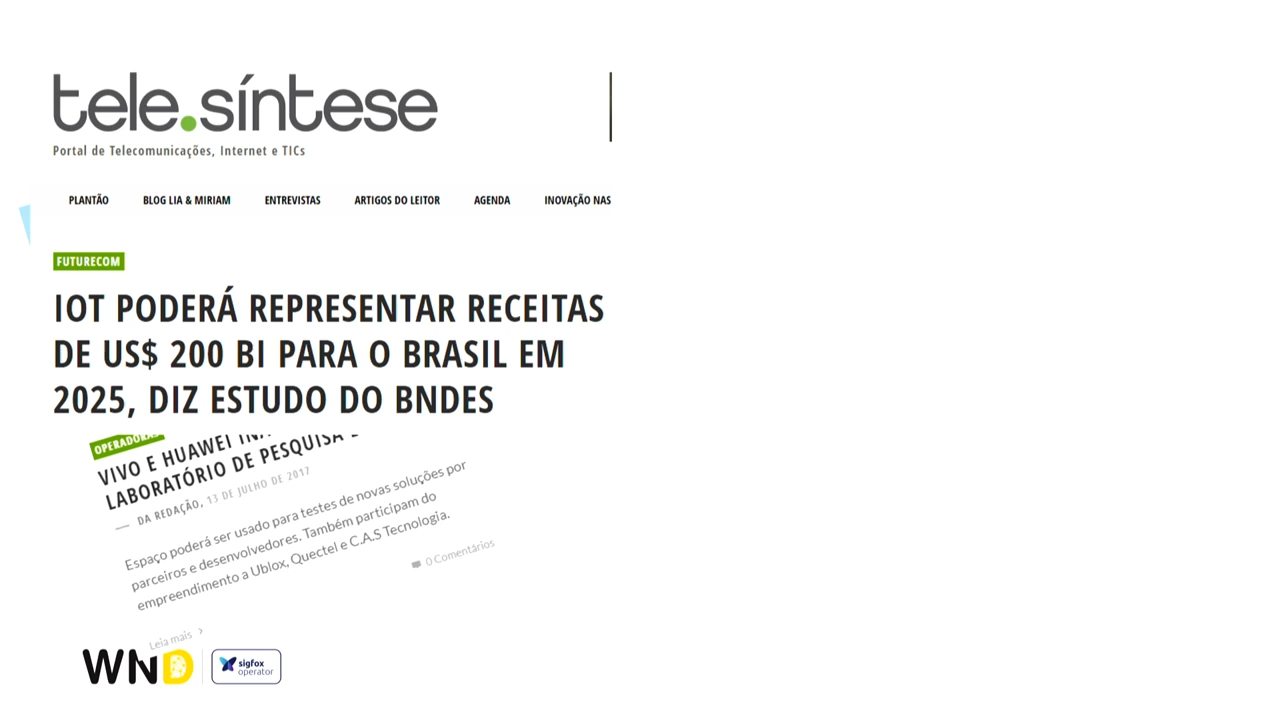 tele.síntese
Portal de Telecomunicações, Internet e TICs
PLANTÃO BLOG LIA & MIRIAM ENTREVISTAS ARTIGOS DO LEITOR AGENDA INOVAÇÃO NAS
FUTURECOM
IOT PODERÁ REPRESENTAR RECEITAS
DE US$ 200 BI PARA O BRASIL EM
2025, DIZ ESTUDO DO BNDES
OPERADORAS
VIVO E HUAWEI
LABORATÓRIO DE PESQUISA
DA REDAÇÃO, 13 DE JULHO DE 2017
Espaço poderá ser usado para testes de novas soluções por
parceiros e desenvolvedores. Também participam do
empreendimento a Ublox, Quectel e C.A.S Tecnologia.
0 Comentários
Leia mais ›
WND
sigfox
operator